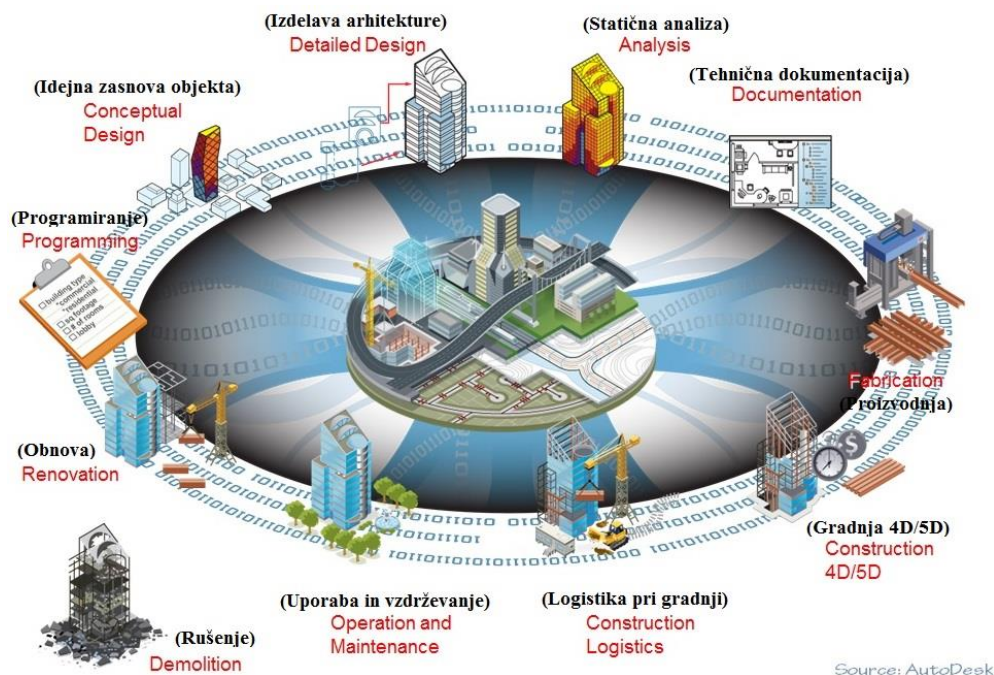 (Izdelava arhitekture)
Detailed Design
(Statična analiza)
Analysis
(Tehnična dokumentacija)
Documentation
(Idejna zasnova objekta)
Conceptual
Design
(Programiranje)
Programming
building type
*commercial
*residential
sq footage
# of rooms
lobby
Fabrication
(Proizvodnja)
(Obnova)
Renovation
(Gradnja 4D/5D)
Construction
4D/5D
(Uporaba in vzdrževanje)
Operation and
Maintenance
(Logistika pri gradnji)
Construction
Logistics
(Rušenje)
Demolition
Source: AutoDesk